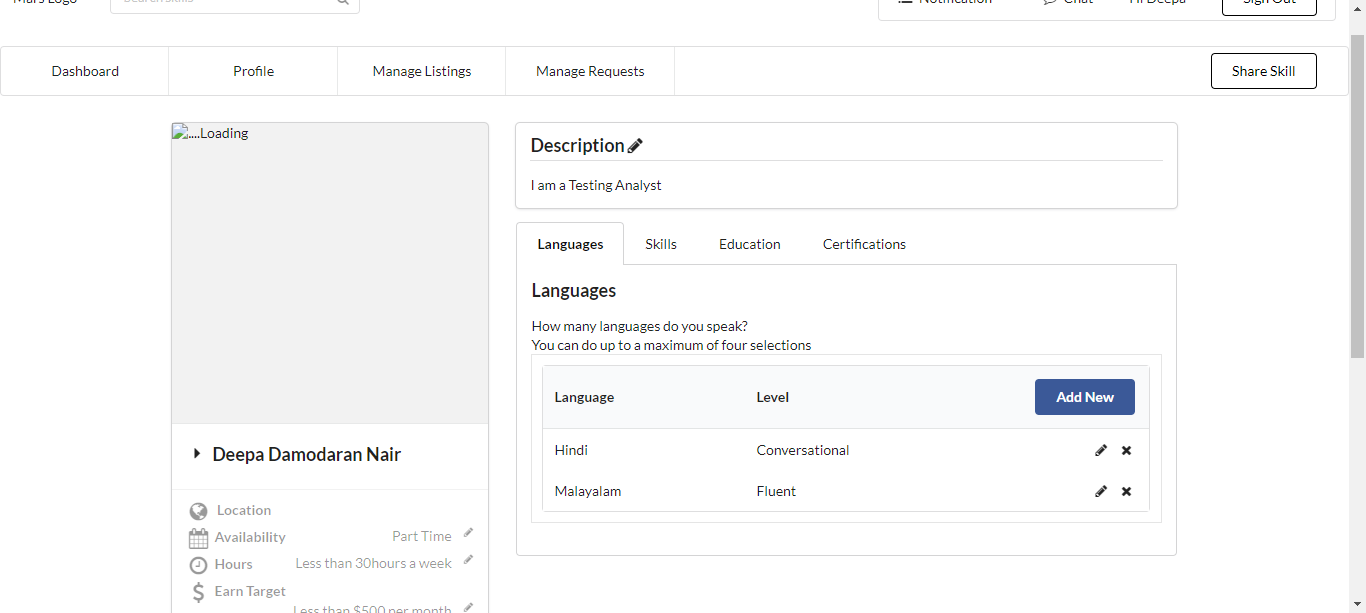 Mars Logo Search skills Notification Chat Hi Deepa Sign Out
Dashboard Profile Manage Listings Manage Requests Share Skill
....Loading
Description
I am a Testing Analyst
Languages Skills Education Certifications
Languages
How many languages do you speak?
You can do up to a maximum of four selections
Language Level Add New
Hindi Conversational
Malayalam Fluent
Deepa Damodaran Nair
Location
Availability Part Time
Hours Less than 30hours a week
Earn Target
Less than $500 per month